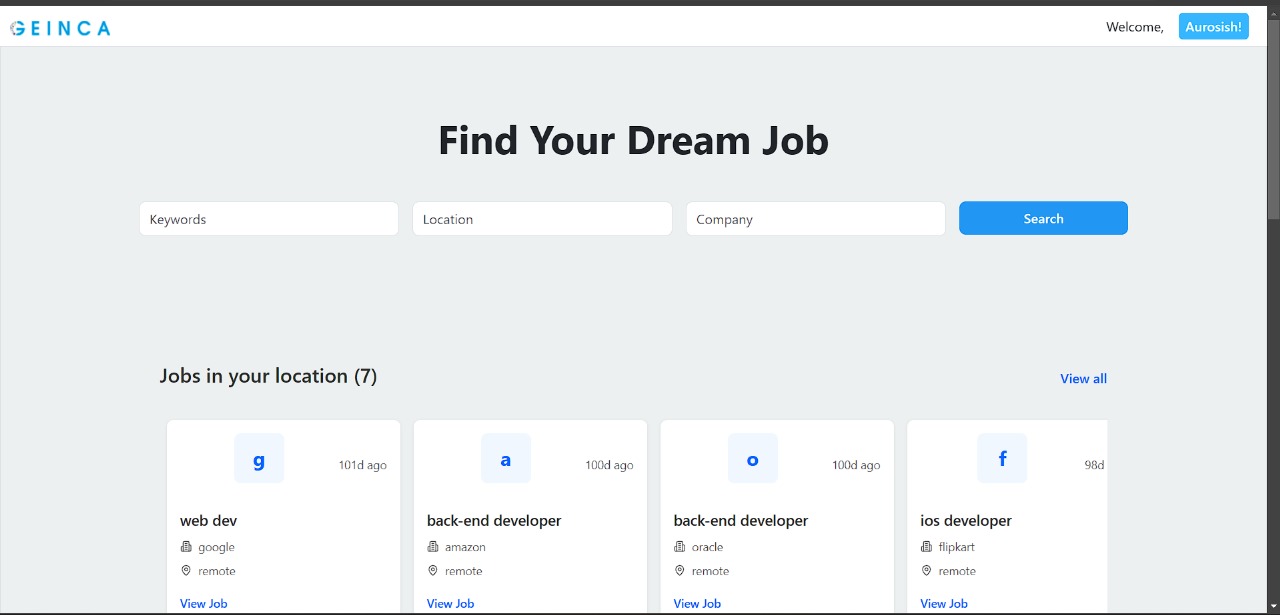 GEINCA
Welcome, Aurosish!
Find Your Dream Job
Keywords Location Company Search
Jobs in your location (7) View all
g 101d ago a 100d ago o 100d ago f 98d
web dev back-end developer back-end developer ios developer
google amazon oracle flipkart
remote remote remote remote
View Job View Job View Job View Job